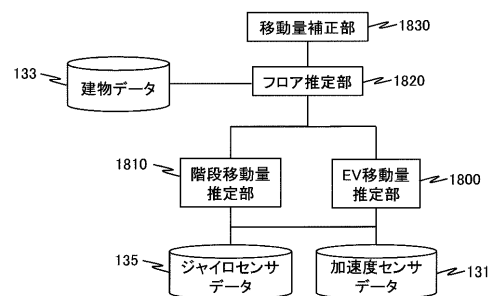 移動量補正部
1830
133
建物データ
フロア推定部
1820
1810
階段移動量
推定部
EV移動量
推定部
1800
135
ジャイロセンサ
データ
加速度センサ
データ
131